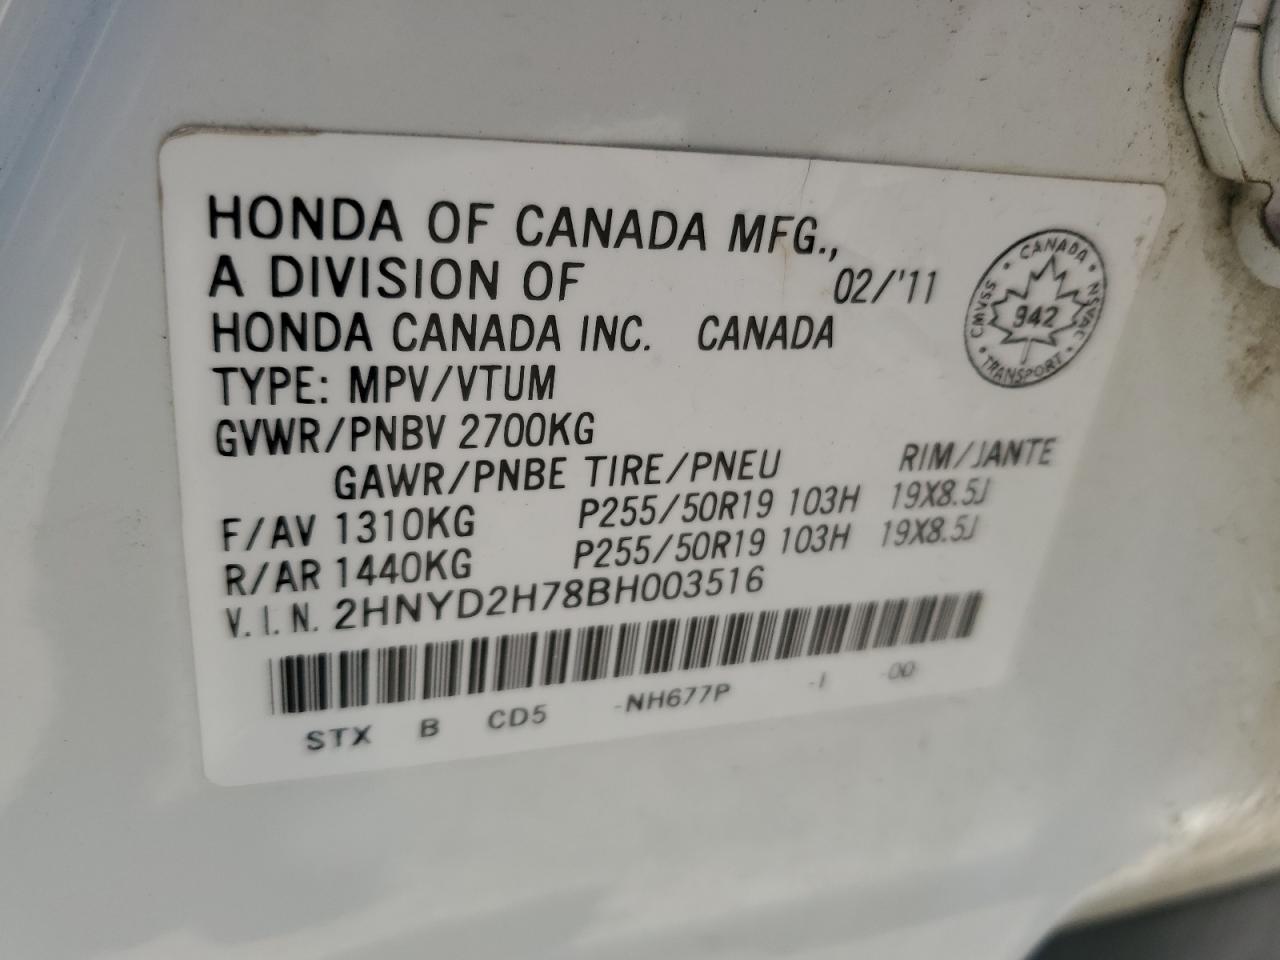 HONDA OF CANADA MFG.,
A DIVISION OF 02/'11
HONDA CANADA INC. CANADA
TYPE: MPV/VTUM
GVWR/PNBV 2700KG
GAWR/PNBE TIRE/PNEU RIM/JANTE
F/AV 1310KG P255/50R19 103H 19X8.5J
R/AR 1440KG P255/50R19 103H 19X8.5J
V.I.N. 2HNYD2H78BH003516
STX B CD5 -NH677P -I -00
CANADA
CMVSS 942 NSVAC
TRANSPORT